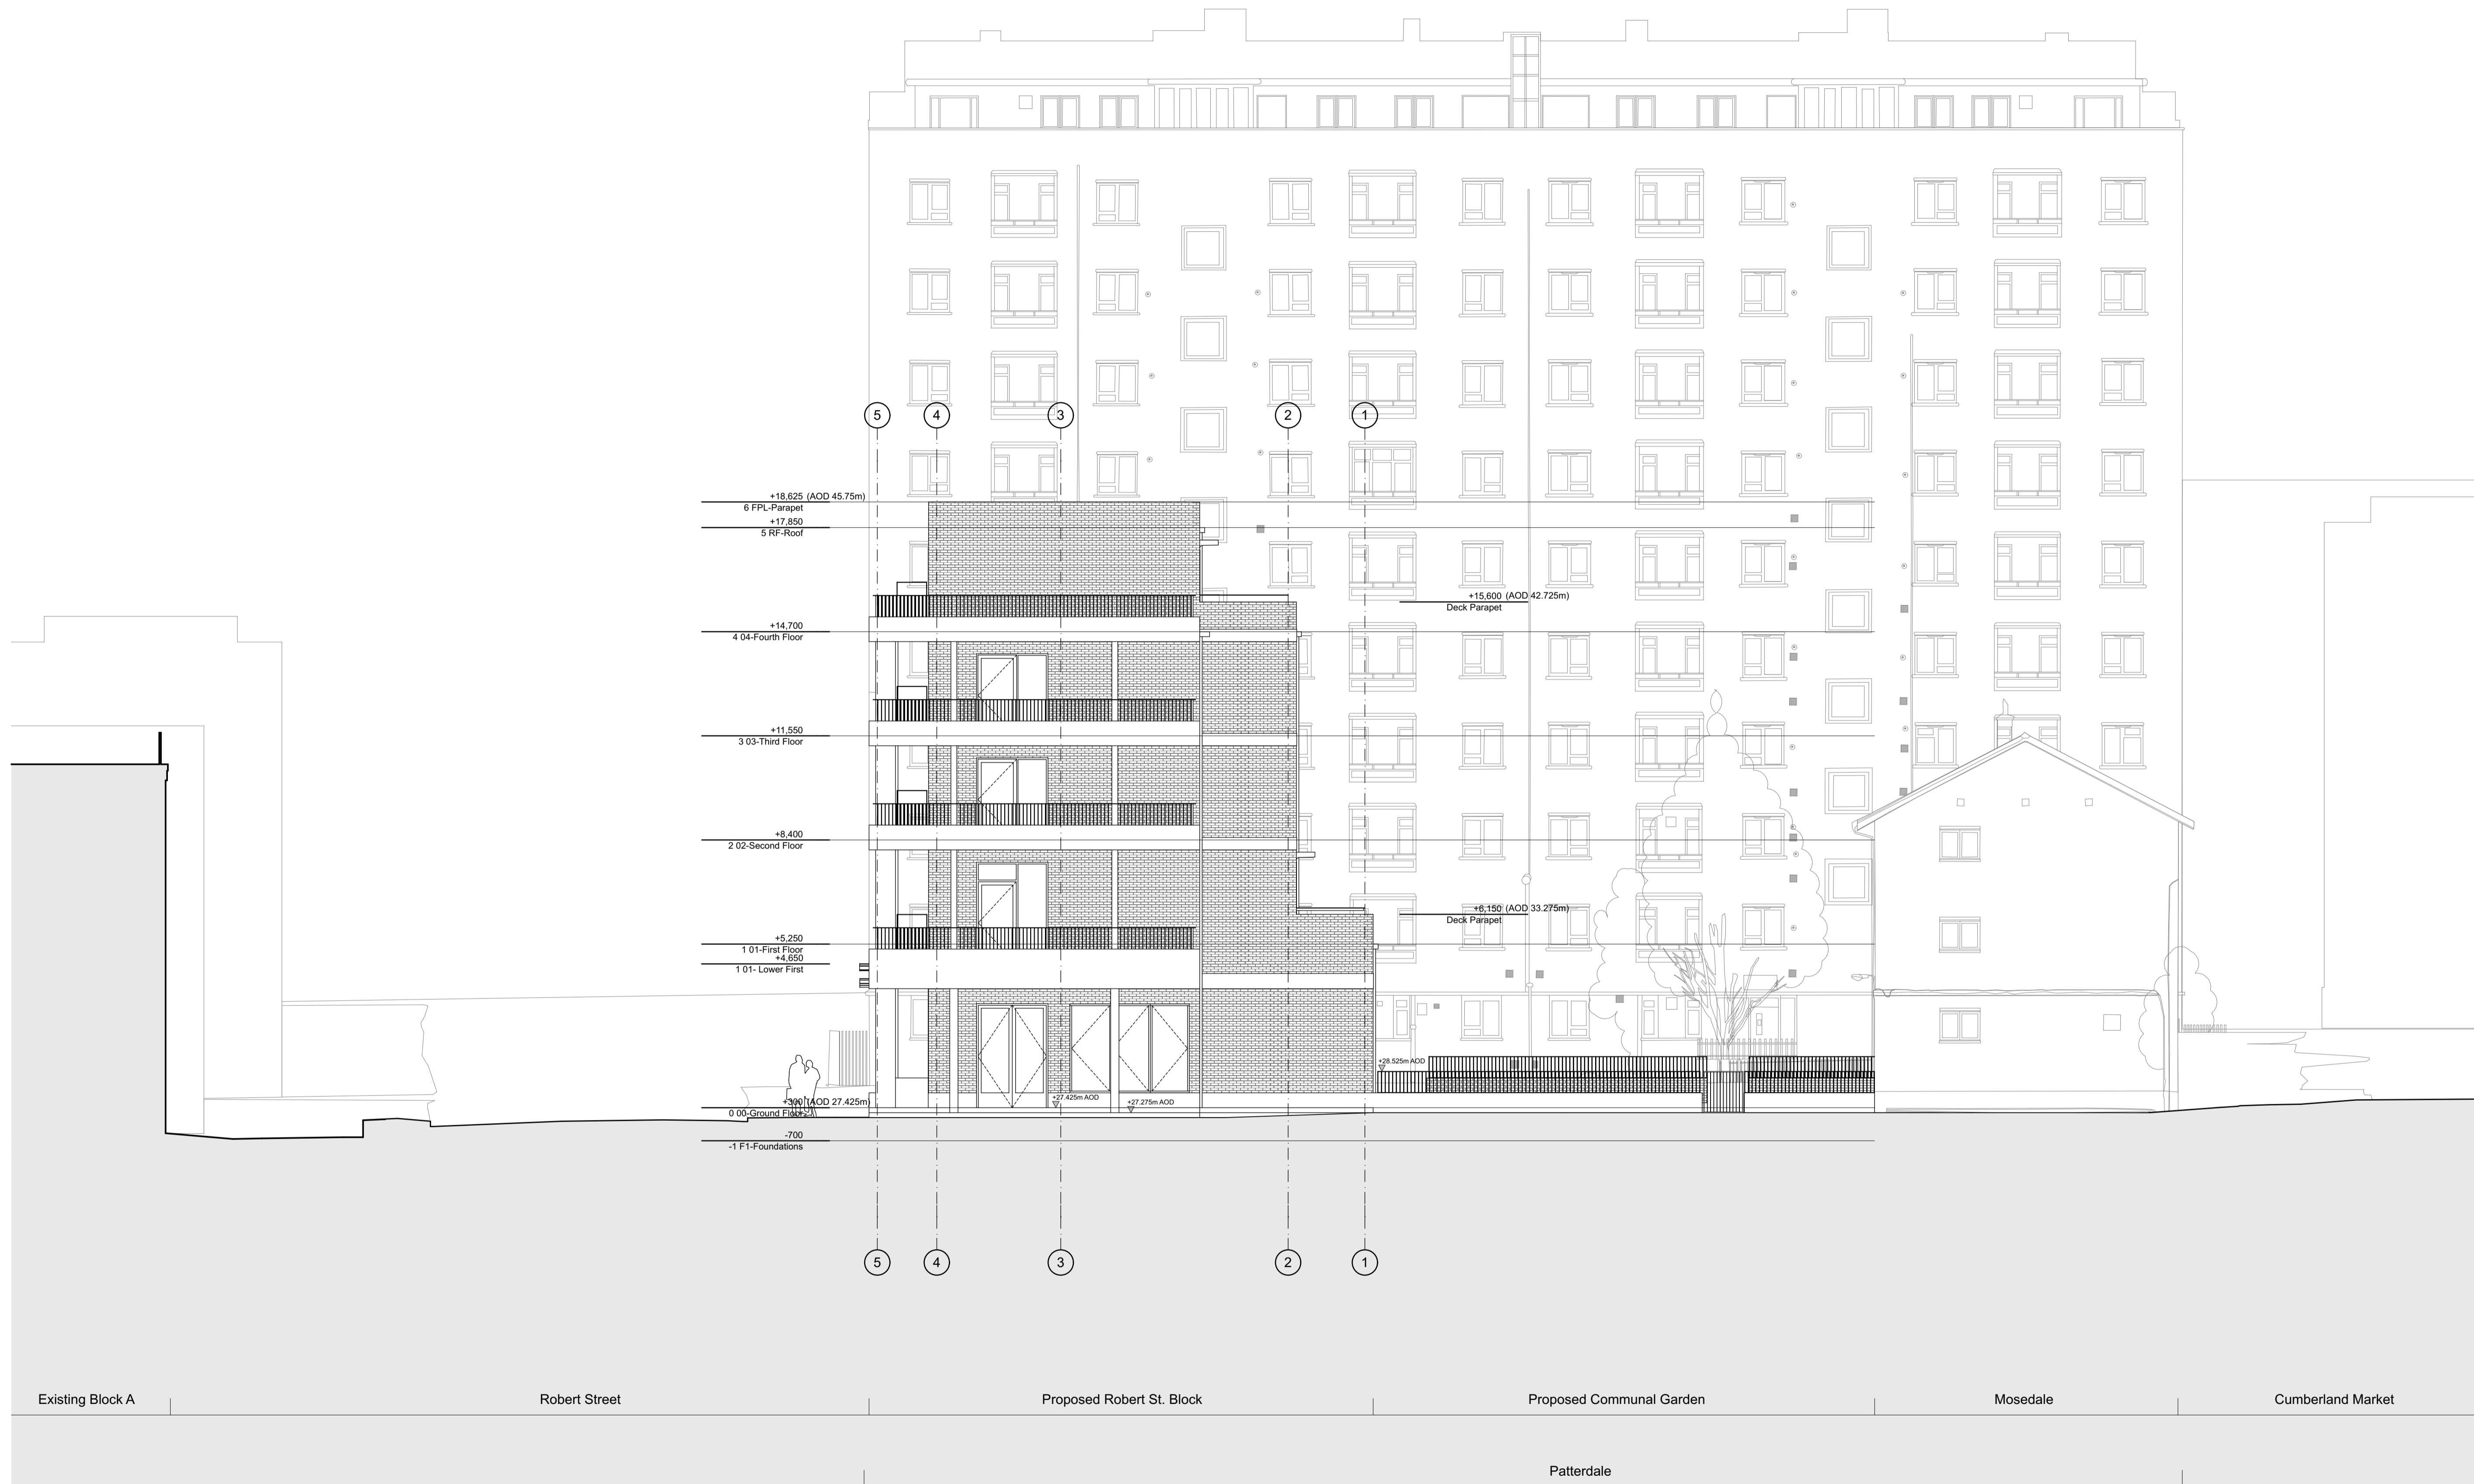 5 4 3 2 1
+18,625 (AOD 45.75m)
6 FPL-Parapet
+17,850
5 RF-Roof
+15,600 (AOD 42.725m)
Deck Parapet
+14,700
4 04-Fourth Floor
+11,550
3 03-Third Floor
+8,400
2 02-Second Floor
+6,150 (AOD 33.275m)
Deck Parapet
+5,250
1 01-First Floor
+4,650
1 01- Lower First
+28.525m AOD
+300 (AOD 27.425m)
0 00-Ground Floor
+27.425m AOD
+27.275m AOD
-700
-1 F1-Foundations
5 4 3 2 1
Existing Block A Robert Street Proposed Robert St. Block Proposed Communal Garden Mosedale Cumberland Market
Patterdale